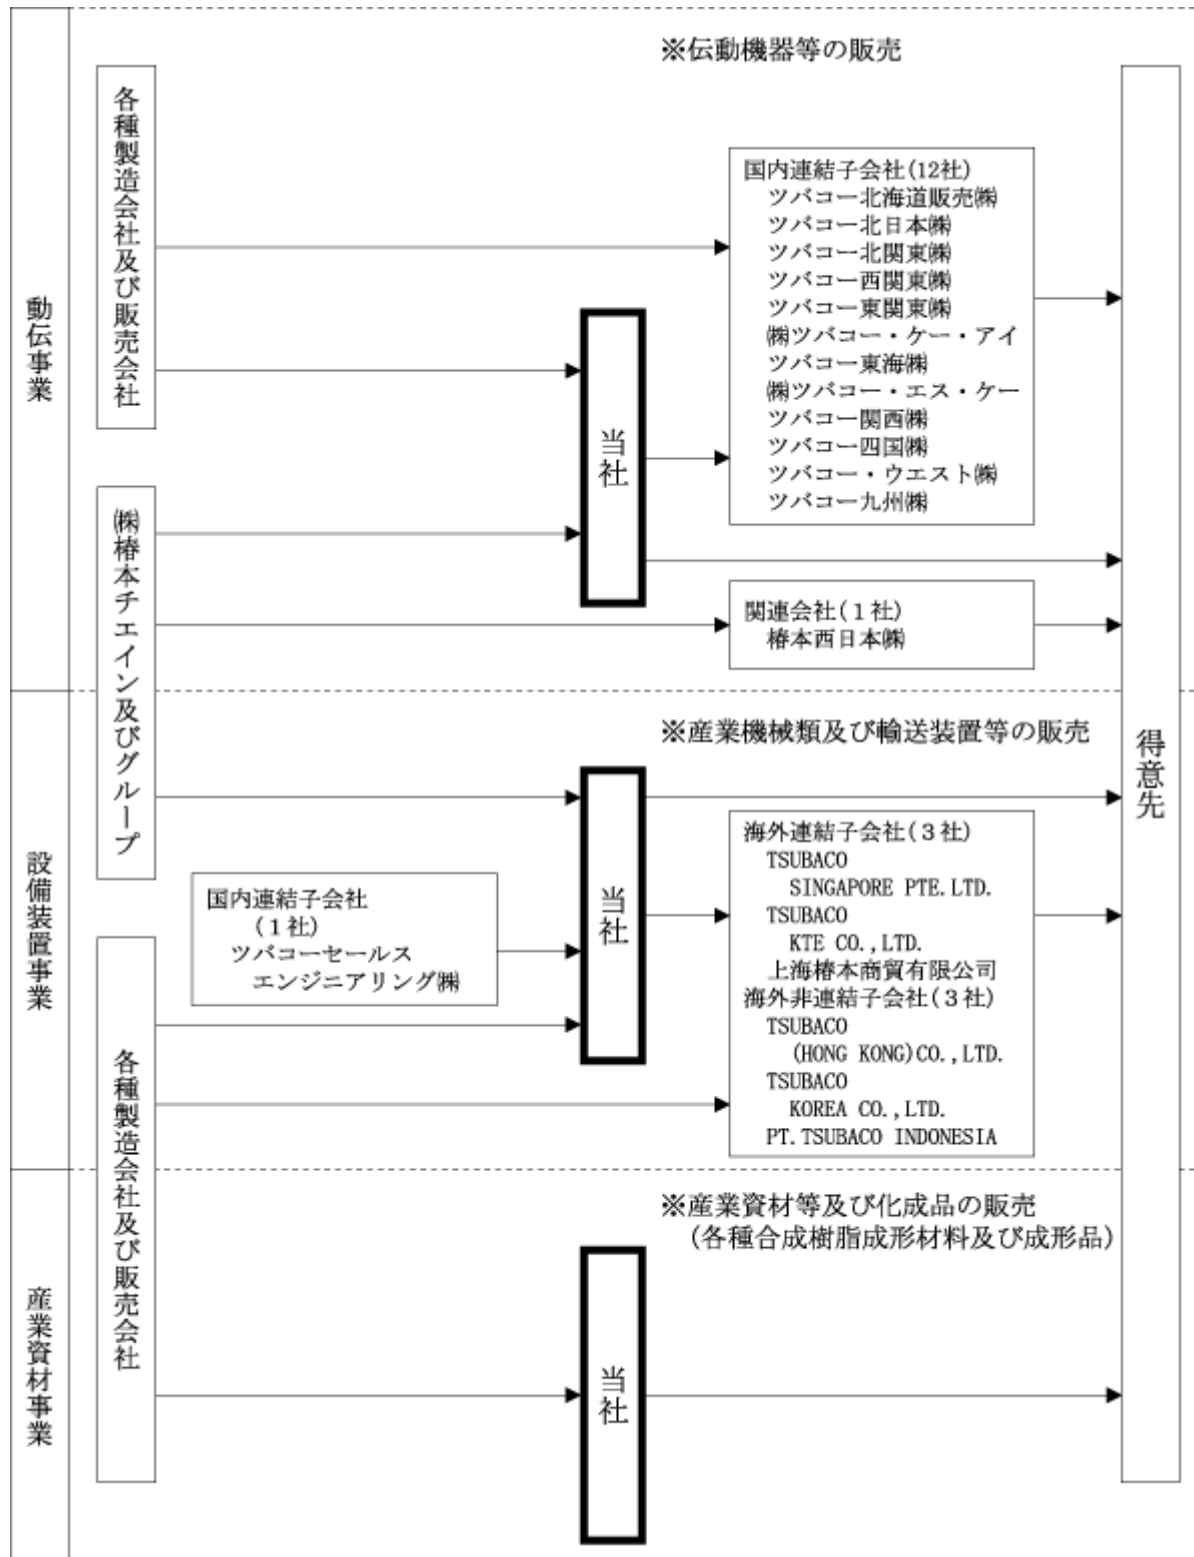 動伝事業
各種製造会社及び販売会社
※伝動機器等の販売
国内連結子会社(12社)
ツバコー北海道販売㈱
ツバコー北日本㈱
ツバコー北関東㈱
ツバコー西関東㈱
ツバコー東関東㈱
㈱ツバコー・ケー・アイ
ツバコー東海㈱
㈱ツバコー・エス・ケー
ツバコー関西㈱
ツバコー四国㈱
ツバコー・ウエスト㈱
ツバコー九州㈱
当社
㈱椿本チエイン及びグループ
関連会社(1社)
椿本西日本㈱
得意先
設備装置事業
※産業機械類及び輸送装置等の販売
当社
国内連結子会社
(1社)
ツバコーセールス
エンジニアリング㈱
海外連結子会社(3社)
TSUBACO
SINGAPORE PTE.LTD.
TSUBACO
KTE CO.,LTD.
上海椿本商貿有限公司
海外非連結子会社(3社)
TSUBACO
(HONG KONG)CO.,LTD.
TSUBACO
KOREA CO.,LTD.
PT.TSUBACO INDONESIA
各種製造会社及び販売会社
産業資材事業
※産業資材等及び化成品の販売
(各種合成樹脂成形材料及び成形品)
当社